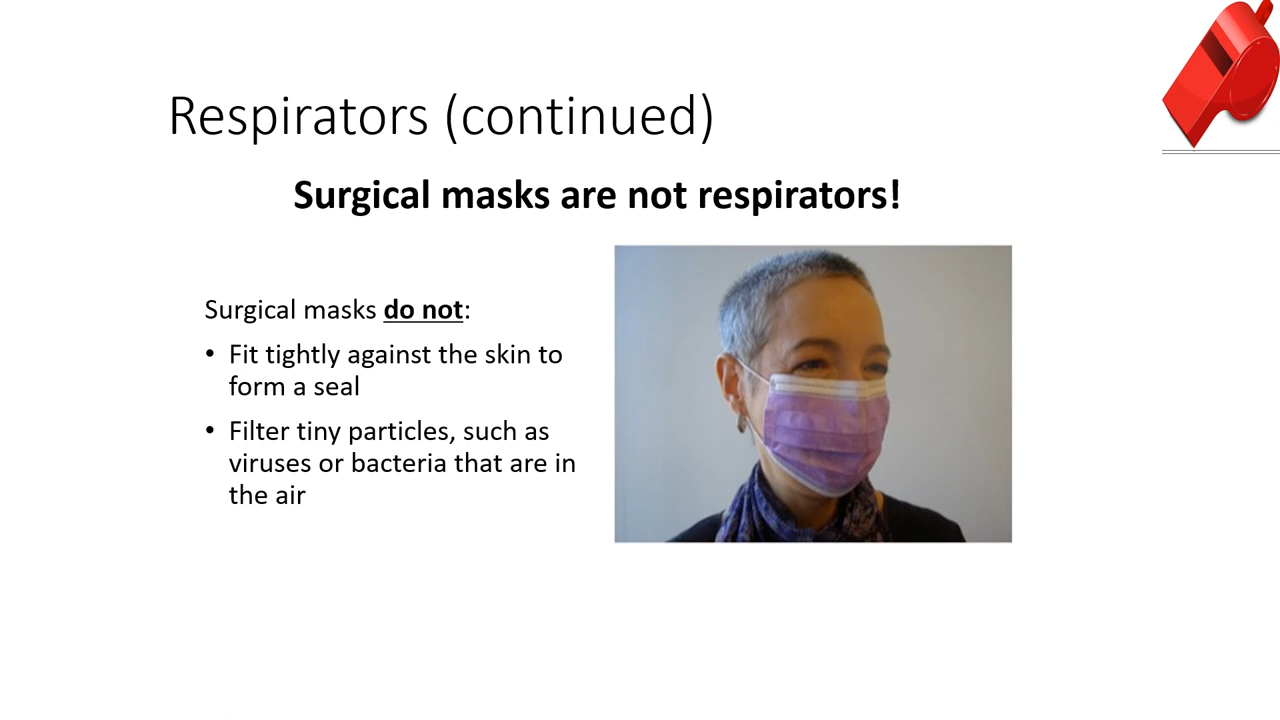 Respirators (continued)
Surgical masks are not respirators!
Surgical masks do not:
• Fit tightly against the skin to
form a seal
• Filter tiny particles, such as
viruses or bacteria that are in
the air